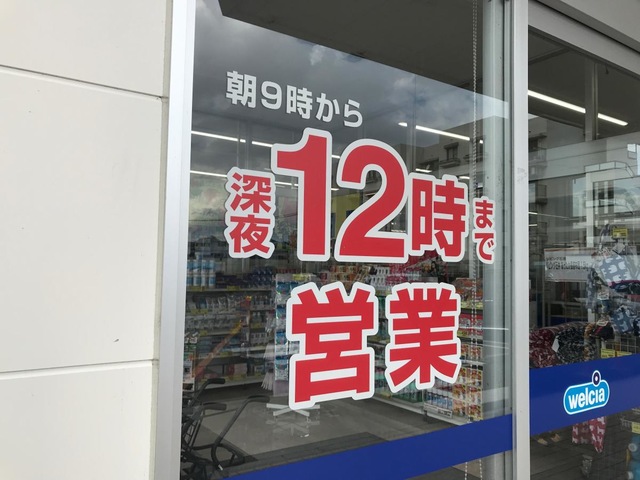 朝9時から
深夜12時まで
営業
welcia